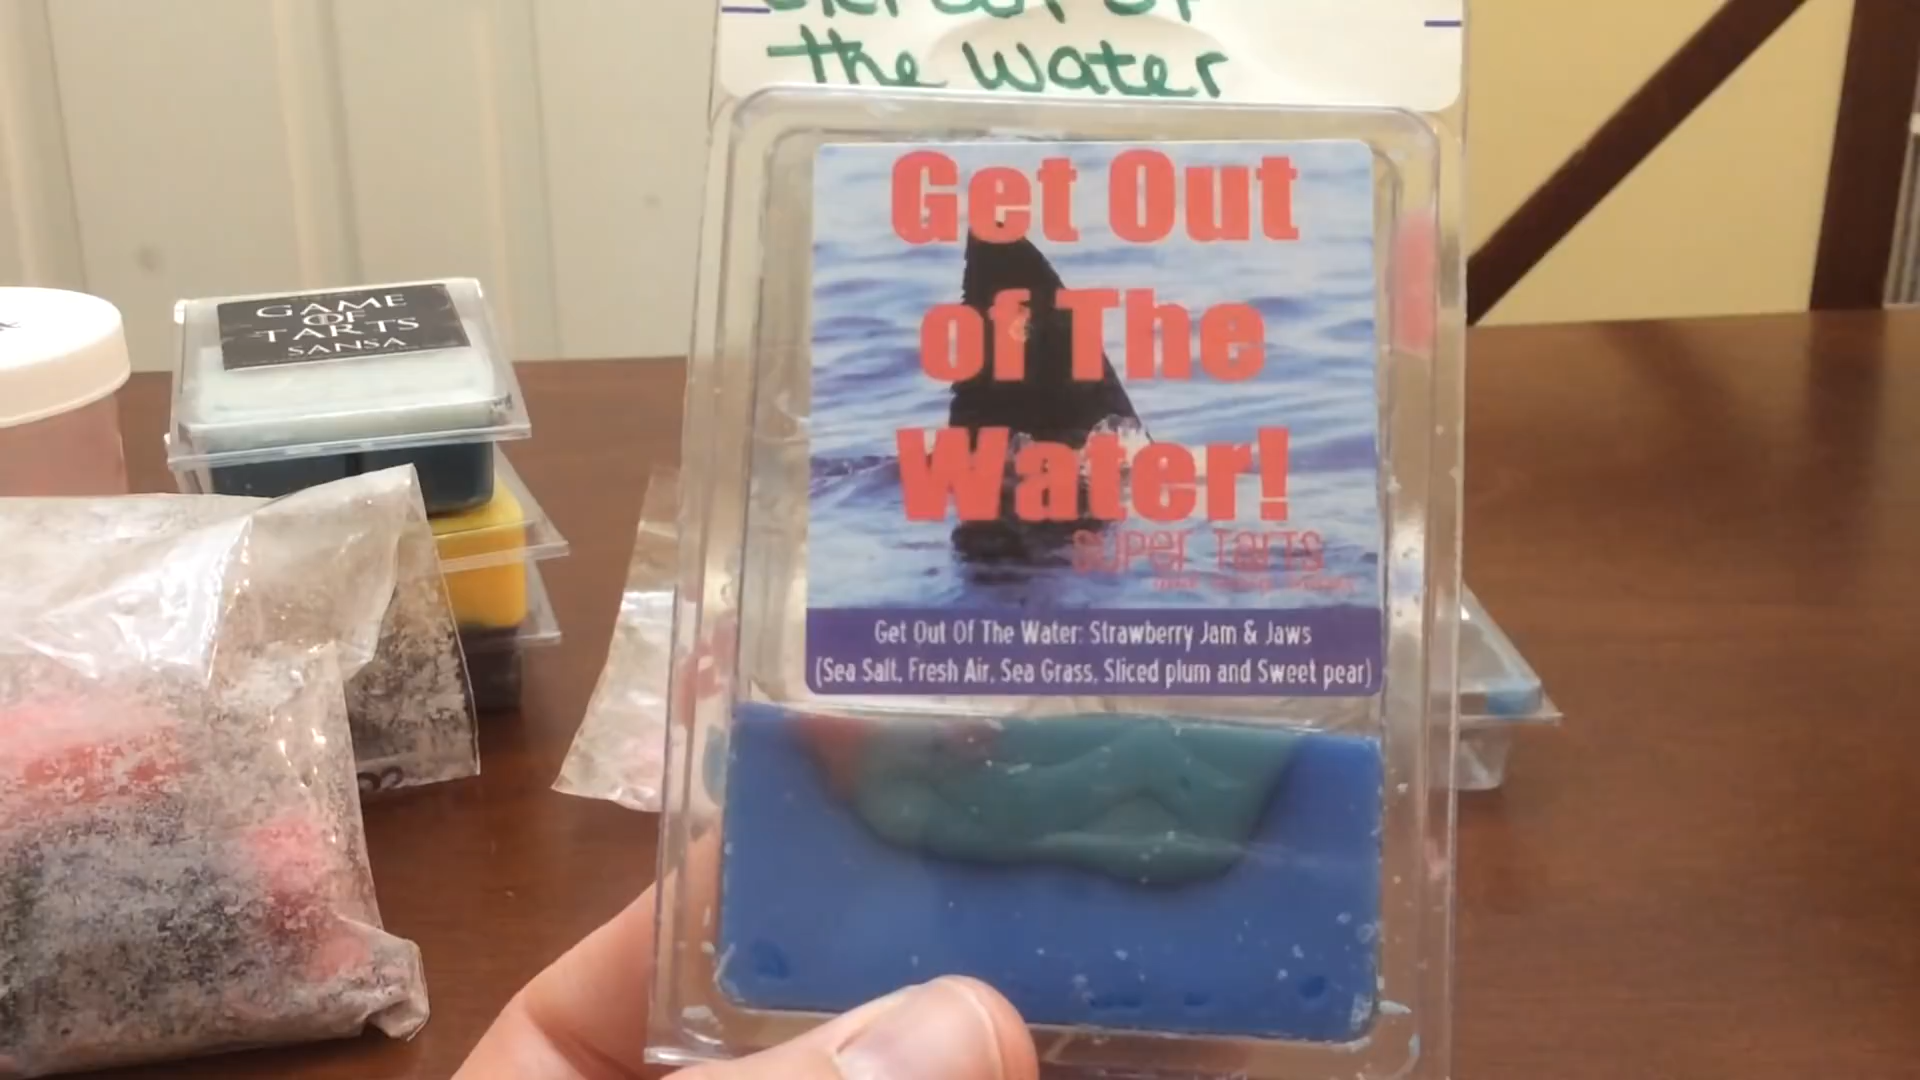 the Water
Get Out
of The
Water!
super tarts
Get Out Of The Water: Strawberry Jam & Jaws
(Sea Salt, Fresh Air, Sea Grass, Sliced plum and Sweet pear)
GAME
OF
TARTS
SANSA